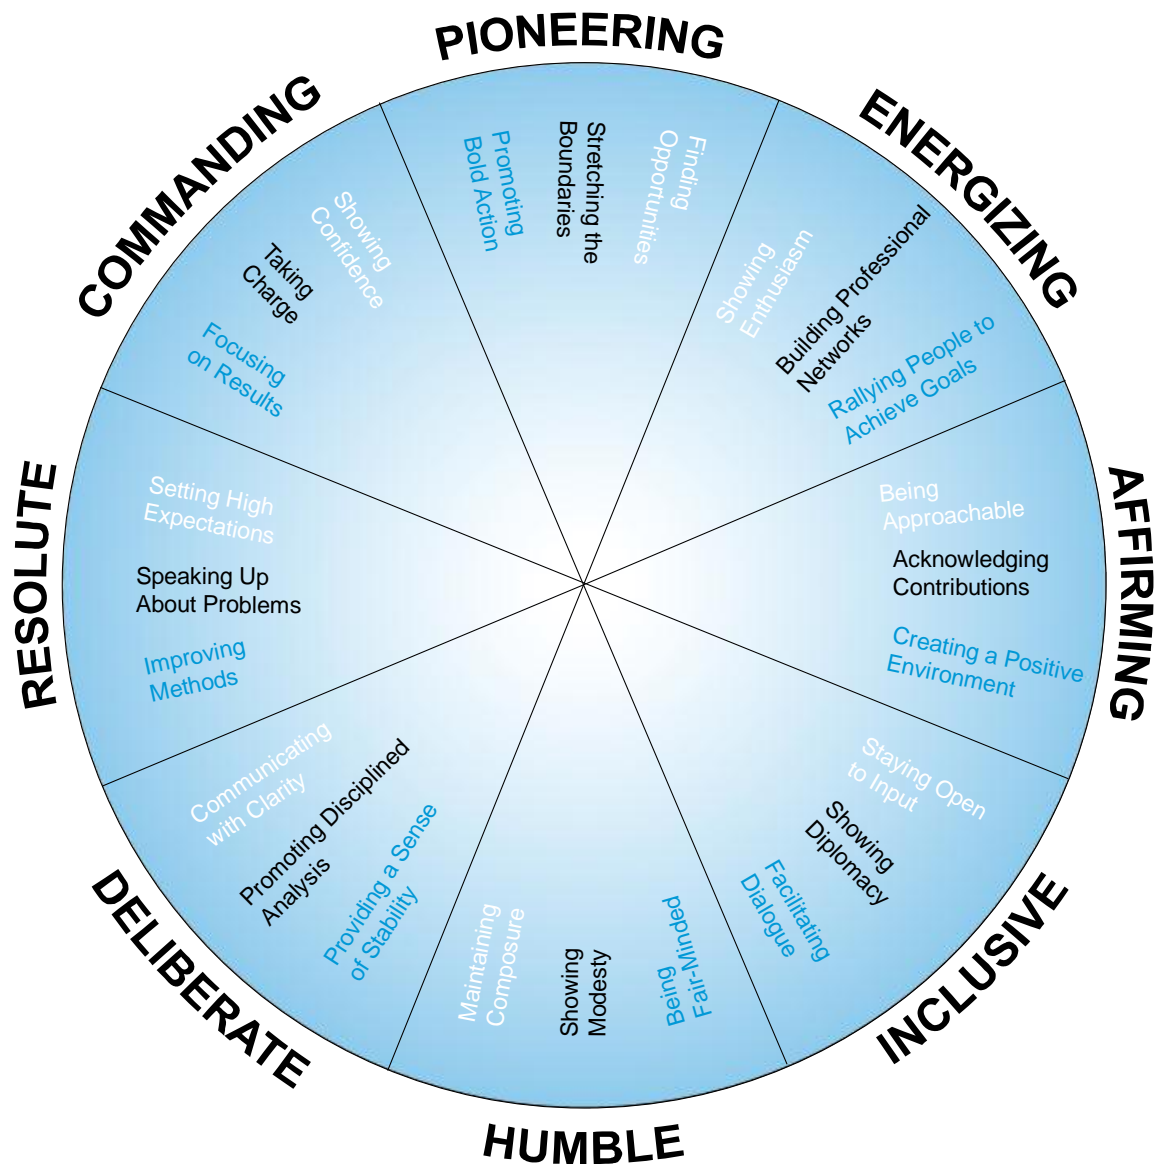 PIONEERING
Promoting
Bold Action
Stretching the
Boundaries
Finding
Opportunities
ENERGIZING
Showing
Enthusiasm
Building Professional
Networks
Rallying People to
Achieve Goals
AFFIRMING
Being
Approachable
Acknowledging
Contributions
Creating a Positive
Environment
INCLUSIVE
Staying Open
to Input
Showing
Diplomacy
Facilitating
Dialogue
HUMBLE
Maintaining
Composure
Showing
Modesty
Being
Fair-Minded
DELIBERATE
Communicating
with Clarity
Promoting Disciplined
Analysis
Providing a Sense
of Stability
RESOLUTE
Setting High
Expectations
Speaking Up
About Problems
Improving
Methods
COMMANDING
Showing
Confidence
Taking
Charge
Focusing
on Results